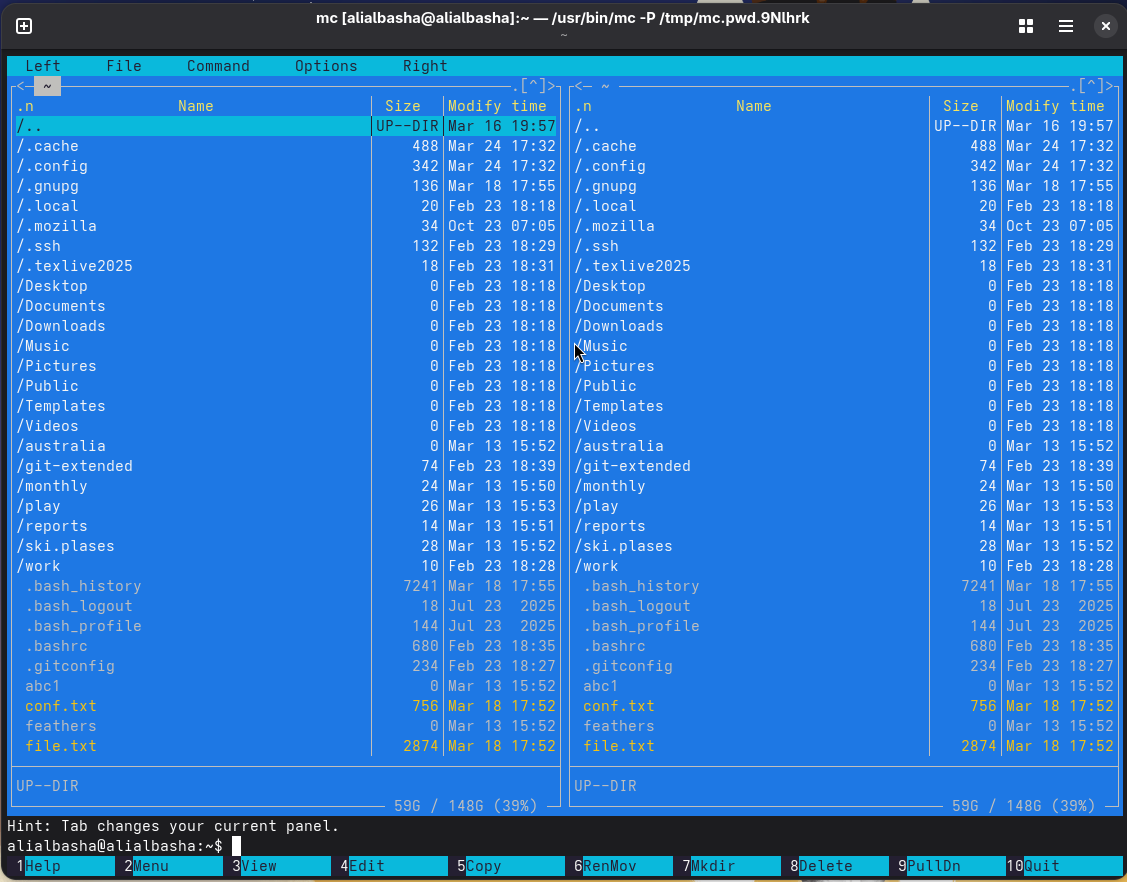 mc [alialbasha@alialbasha]:~ — /usr/bin/mc -P /tmp/mc.pwd.9Nlhrk
~
Left File Command Options Right
<─ ~ ─.[^]> <─ ~ ─.[^]>
.n Name Size Modify time .n Name Size Modify time
/.. UP--DIR Mar 16 19:57 /.. UP--DIR Mar 16 19:57
/.cache 488 Mar 24 17:32 /.cache 488 Mar 24 17:32
/.config 342 Mar 24 17:32 /.config 342 Mar 24 17:32
/.gnupg 136 Mar 18 17:55 /.gnupg 136 Mar 18 17:55
/.local 20 Feb 23 18:18 /.local 20 Feb 23 18:18
/.mozilla 34 Oct 23 07:05 /.mozilla 34 Oct 23 07:05
/.ssh 132 Feb 23 18:29 /.ssh 132 Feb 23 18:29
/.texlive2025 18 Feb 23 18:31 /.texlive2025 18 Feb 23 18:31
/Desktop 0 Feb 23 18:18 /Desktop 0 Feb 23 18:18
/Documents 0 Feb 23 18:18 /Documents 0 Feb 23 18:18
/Downloads 0 Feb 23 18:18 /Downloads 0 Feb 23 18:18
/Music 0 Feb 23 18:18 /Music 0 Feb 23 18:18
/Pictures 0 Feb 23 18:18 /Pictures 0 Feb 23 18:18
/Public 0 Feb 23 18:18 /Public 0 Feb 23 18:18
/Templates 0 Feb 23 18:18 /Templates 0 Feb 23 18:18
/Videos 0 Feb 23 18:18 /Videos 0 Feb 23 18:18
/australia 0 Mar 13 15:52 /australia 0 Mar 13 15:52
/git-extended 74 Feb 23 18:39 /git-extended 74 Feb 23 18:39
/monthly 24 Mar 13 15:50 /monthly 24 Mar 13 15:50
/play 26 Mar 13 15:53 /play 26 Mar 13 15:53
/reports 14 Mar 13 15:51 /reports 14 Mar 13 15:51
/ski.plases 28 Mar 13 15:52 /ski.plases 28 Mar 13 15:52
/work 10 Feb 23 18:28 /work 10 Feb 23 18:28
.bash_history 7241 Mar 18 17:55 .bash_history 7241 Mar 18 17:55
.bash_logout 18 Jul 23 2025 .bash_logout 18 Jul 23 2025
.bash_profile 144 Jul 23 2025 .bash_profile 144 Jul 23 2025
.bashrc 680 Feb 23 18:35 .bashrc 680 Feb 23 18:35
.gitconfig 234 Feb 23 18:27 .gitconfig 234 Feb 23 18:27
abc1 0 Mar 13 15:52 abc1 0 Mar 13 15:52
conf.txt 756 Mar 18 17:52 conf.txt 756 Mar 18 17:52
feathers 0 Mar 13 15:52 feathers 0 Mar 13 15:52
file.txt 2874 Mar 18 17:52 file.txt 2874 Mar 18 17:52
UP--DIR UP--DIR
59G / 148G (39%) 59G / 148G (39%)
Hint: Tab changes your current panel.
alialbasha@alialbasha:~$
1Help 2Menu 3View 4Edit 5Copy 6RenMov 7Mkdir 8Delete 9PullDn 10Quit